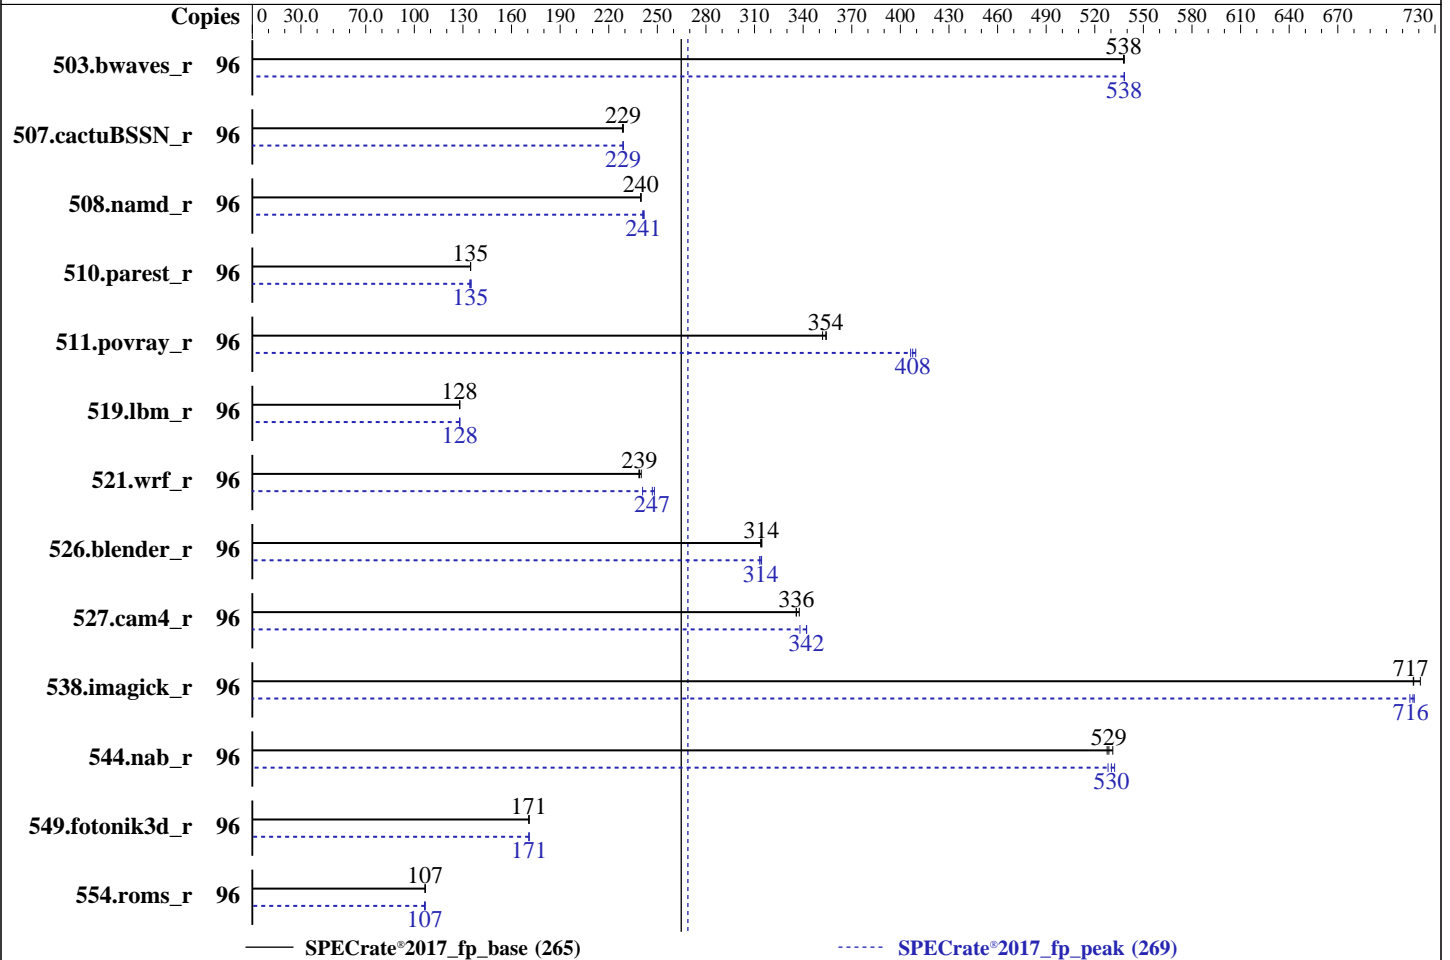 Copies 0 30.0 70.0 100 130 160 190 220 250 280 310 340 370 400 430 460 490 520 550 580 610 640 670 730
503.bwaves_r 96 538
538
507.cactuBSSN_r 96 229
229
508.namd_r 96 240
241
510.parest_r 96 135
135
511.povray_r 96 354
408
519.lbm_r 96 128
128
521.wrf_r 96 239
247
526.blender_r 96 314
314
527.cam4_r 96 336
342
538.imagick_r 96 717
716
544.nab_r 96 529
530
549.fotonik3d_r 96 171
171
554.roms_r 96 107
107
SPECrate®2017_fp_base (265) SPECrate®2017_fp_peak (269)